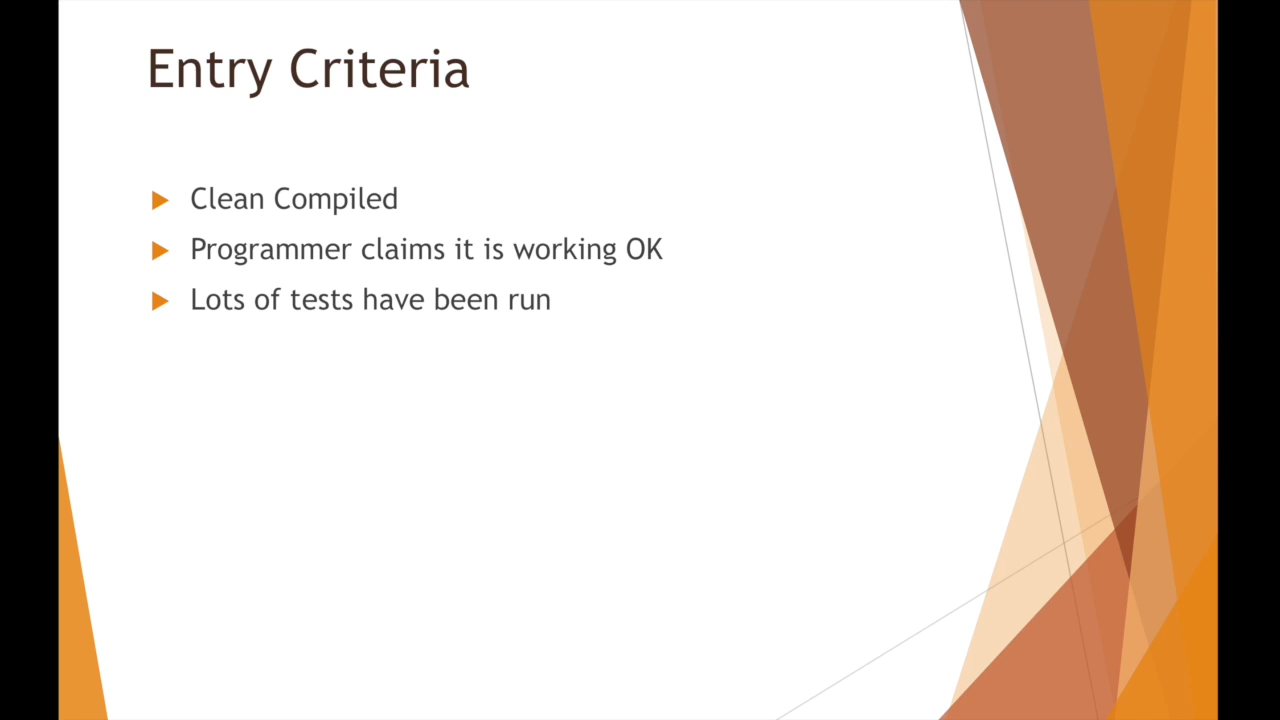 Entry Criteria
Clean Compiled
Programmer claims it is working OK
Lots of tests have been run